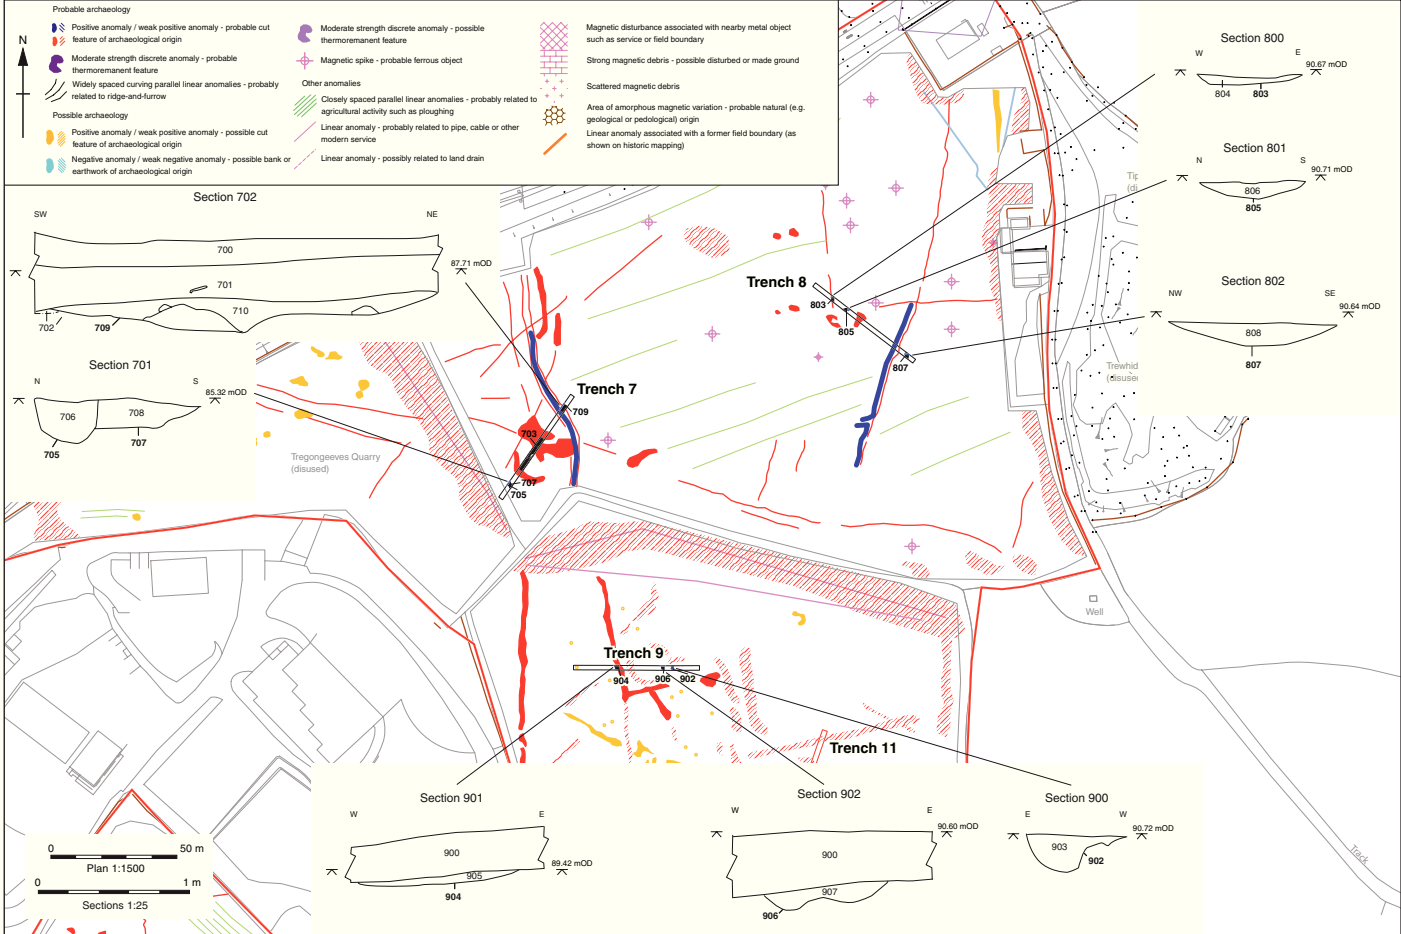 Probable archaeology
Positive anomaly / weak positive anomaly - probable cut
feature of archaeological origin
Moderate strength discrete anomaly - probable
thermoremanent feature
Widely spaced curving parallel linear anomalies - probably
related to ridge-and-furrow
Possible archaeology
Positive anomaly / weak positive anomaly - possible cut
feature of archaeological origin
Negative anomaly / weak negative anomaly - possible bank or
earthwork of archaeological origin
Moderate strength discrete anomaly - possible
thermoremanent feature
Magnetic spike - probable ferrous object
Other anomalies
Closely spaced parallel linear anomalies - probably related to
agricultural activity such as ploughing
Linear anomaly - probably related to pipe, cable or other
modern service
Linear anomaly - possibly related to land drain
Magnetic disturbance associated with nearby metal object
such as service or field boundary
Strong magnetic debris - possible disturbed or made ground
Scattered magnetic debris
Area of amorphous magnetic variation - probable natural (e.g.
geological or pedological) origin
Linear anomaly associated with a former field boundary (as
shown on historic mapping)
N
Section 702
SW
NE
700
87.71 mOD
701
710
702
709
Section 701
N
S
85.32 mOD
706
708
707
705
Section 800
W
E
90.67 mOD
804
803
Section 801
N
S
90.71 mOD
806
805
Section 802
NW
SE
90.64 mOD
808
807
Tip
(di
Trewhid
(disuse
Trench 8
803
805
807
Trench 7
709
703
707
705
Tregongeeves Quarry
(disused)
Well
Track
Trench 9
904
906
902
Trench 11
Section 901
W
E
900
89.42 mOD
905
904
Section 902
W
E
90.60 mOD
900
907
906
Section 900
E
W
90.72 mOD
903
902
0
50 m
Plan 1:1500
0
1 m
Sections 1:25